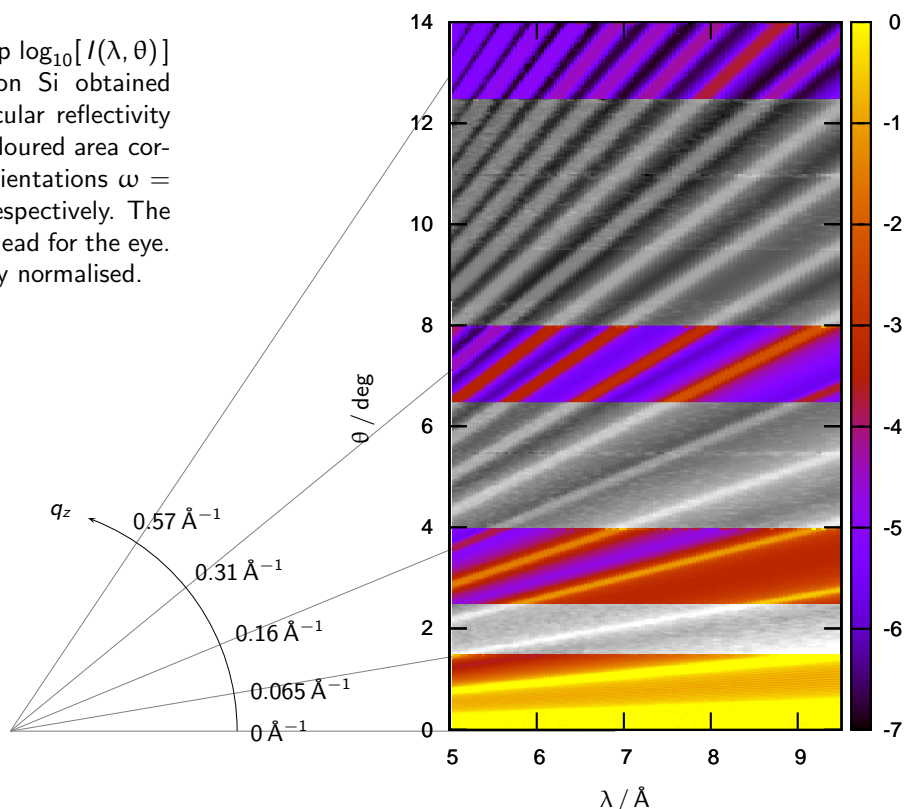 p log₁₀[ I(λ, θ) ]
on Si obtained
cular reflectivity
loured area cor-
ientations ω =
espectively. The
ead for the eye.
y normalised.
14
12
10
8
6
4
2
0
θ / deg
5 6 7 8 9
λ / Å
0
-1
-2
-3
-4
-5
-6
-7
q_z
0.57 Å⁻¹
0.31 Å⁻¹
0.16 Å⁻¹
0.065 Å⁻¹
0 Å⁻¹